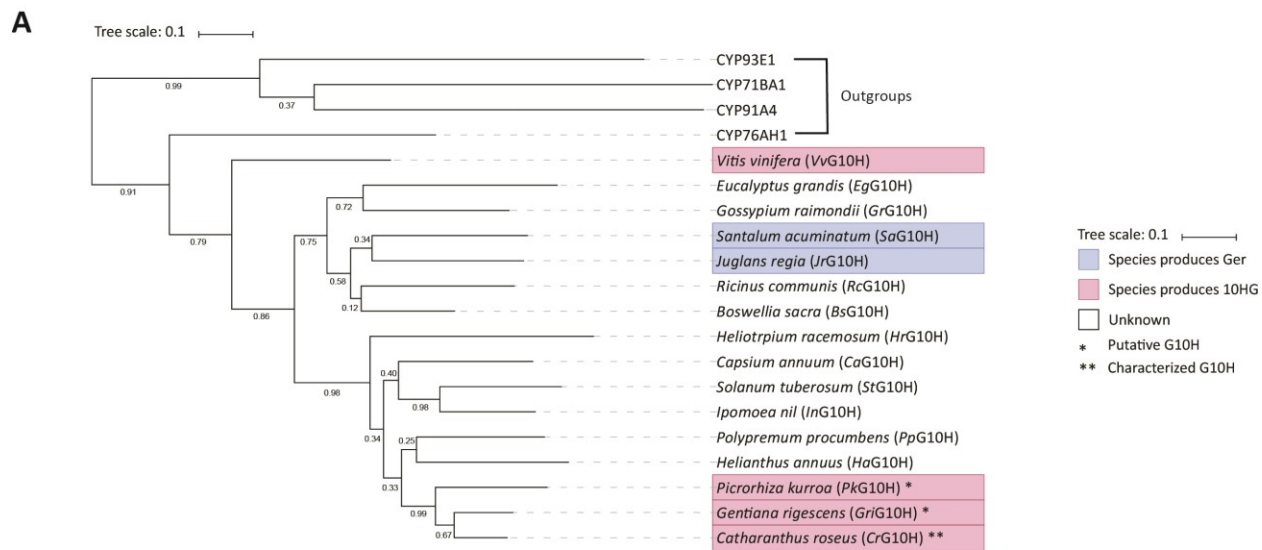 A
Tree scale: 0.1
CYP93E1
0.99
CYP71BA1
0.37
Outgroups
CYP91A4
CYP76AH1
Vitis vinifera (VvG10H)
0.91
Eucalyptus grandis (EgG10H)
0.72
Gossypium raimondii (GrG10H)
0.79
0.75
0.34
Santalum acuminatum (SaG10H)
Juglans regia (JrG10H)
0.58
Ricinus communis (RcG10H)
0.12
Boswellia sacra (BsG10H)
0.86
Heliotrpium racemosum (HrG10H)
Capsium annuum (CaG10H)
0.40
0.98
Solanum tuberosum (StG10H)
0.98
Ipomoea nil (InG10H)
0.34
Polypremum procumbens (PpG10H)
0.25
Helianthus annuus (HaG10H)
0.33
Picrorhiza kurroa (PkG10H) *
0.99
Gentiana rigescens (GriG10H) *
0.67
Catharanthus roseus (CrG10H) **
Tree scale: 0.1
Species produces Ger
Species produces 10HG
Unknown
* Putative G10H
** Characterized G10H